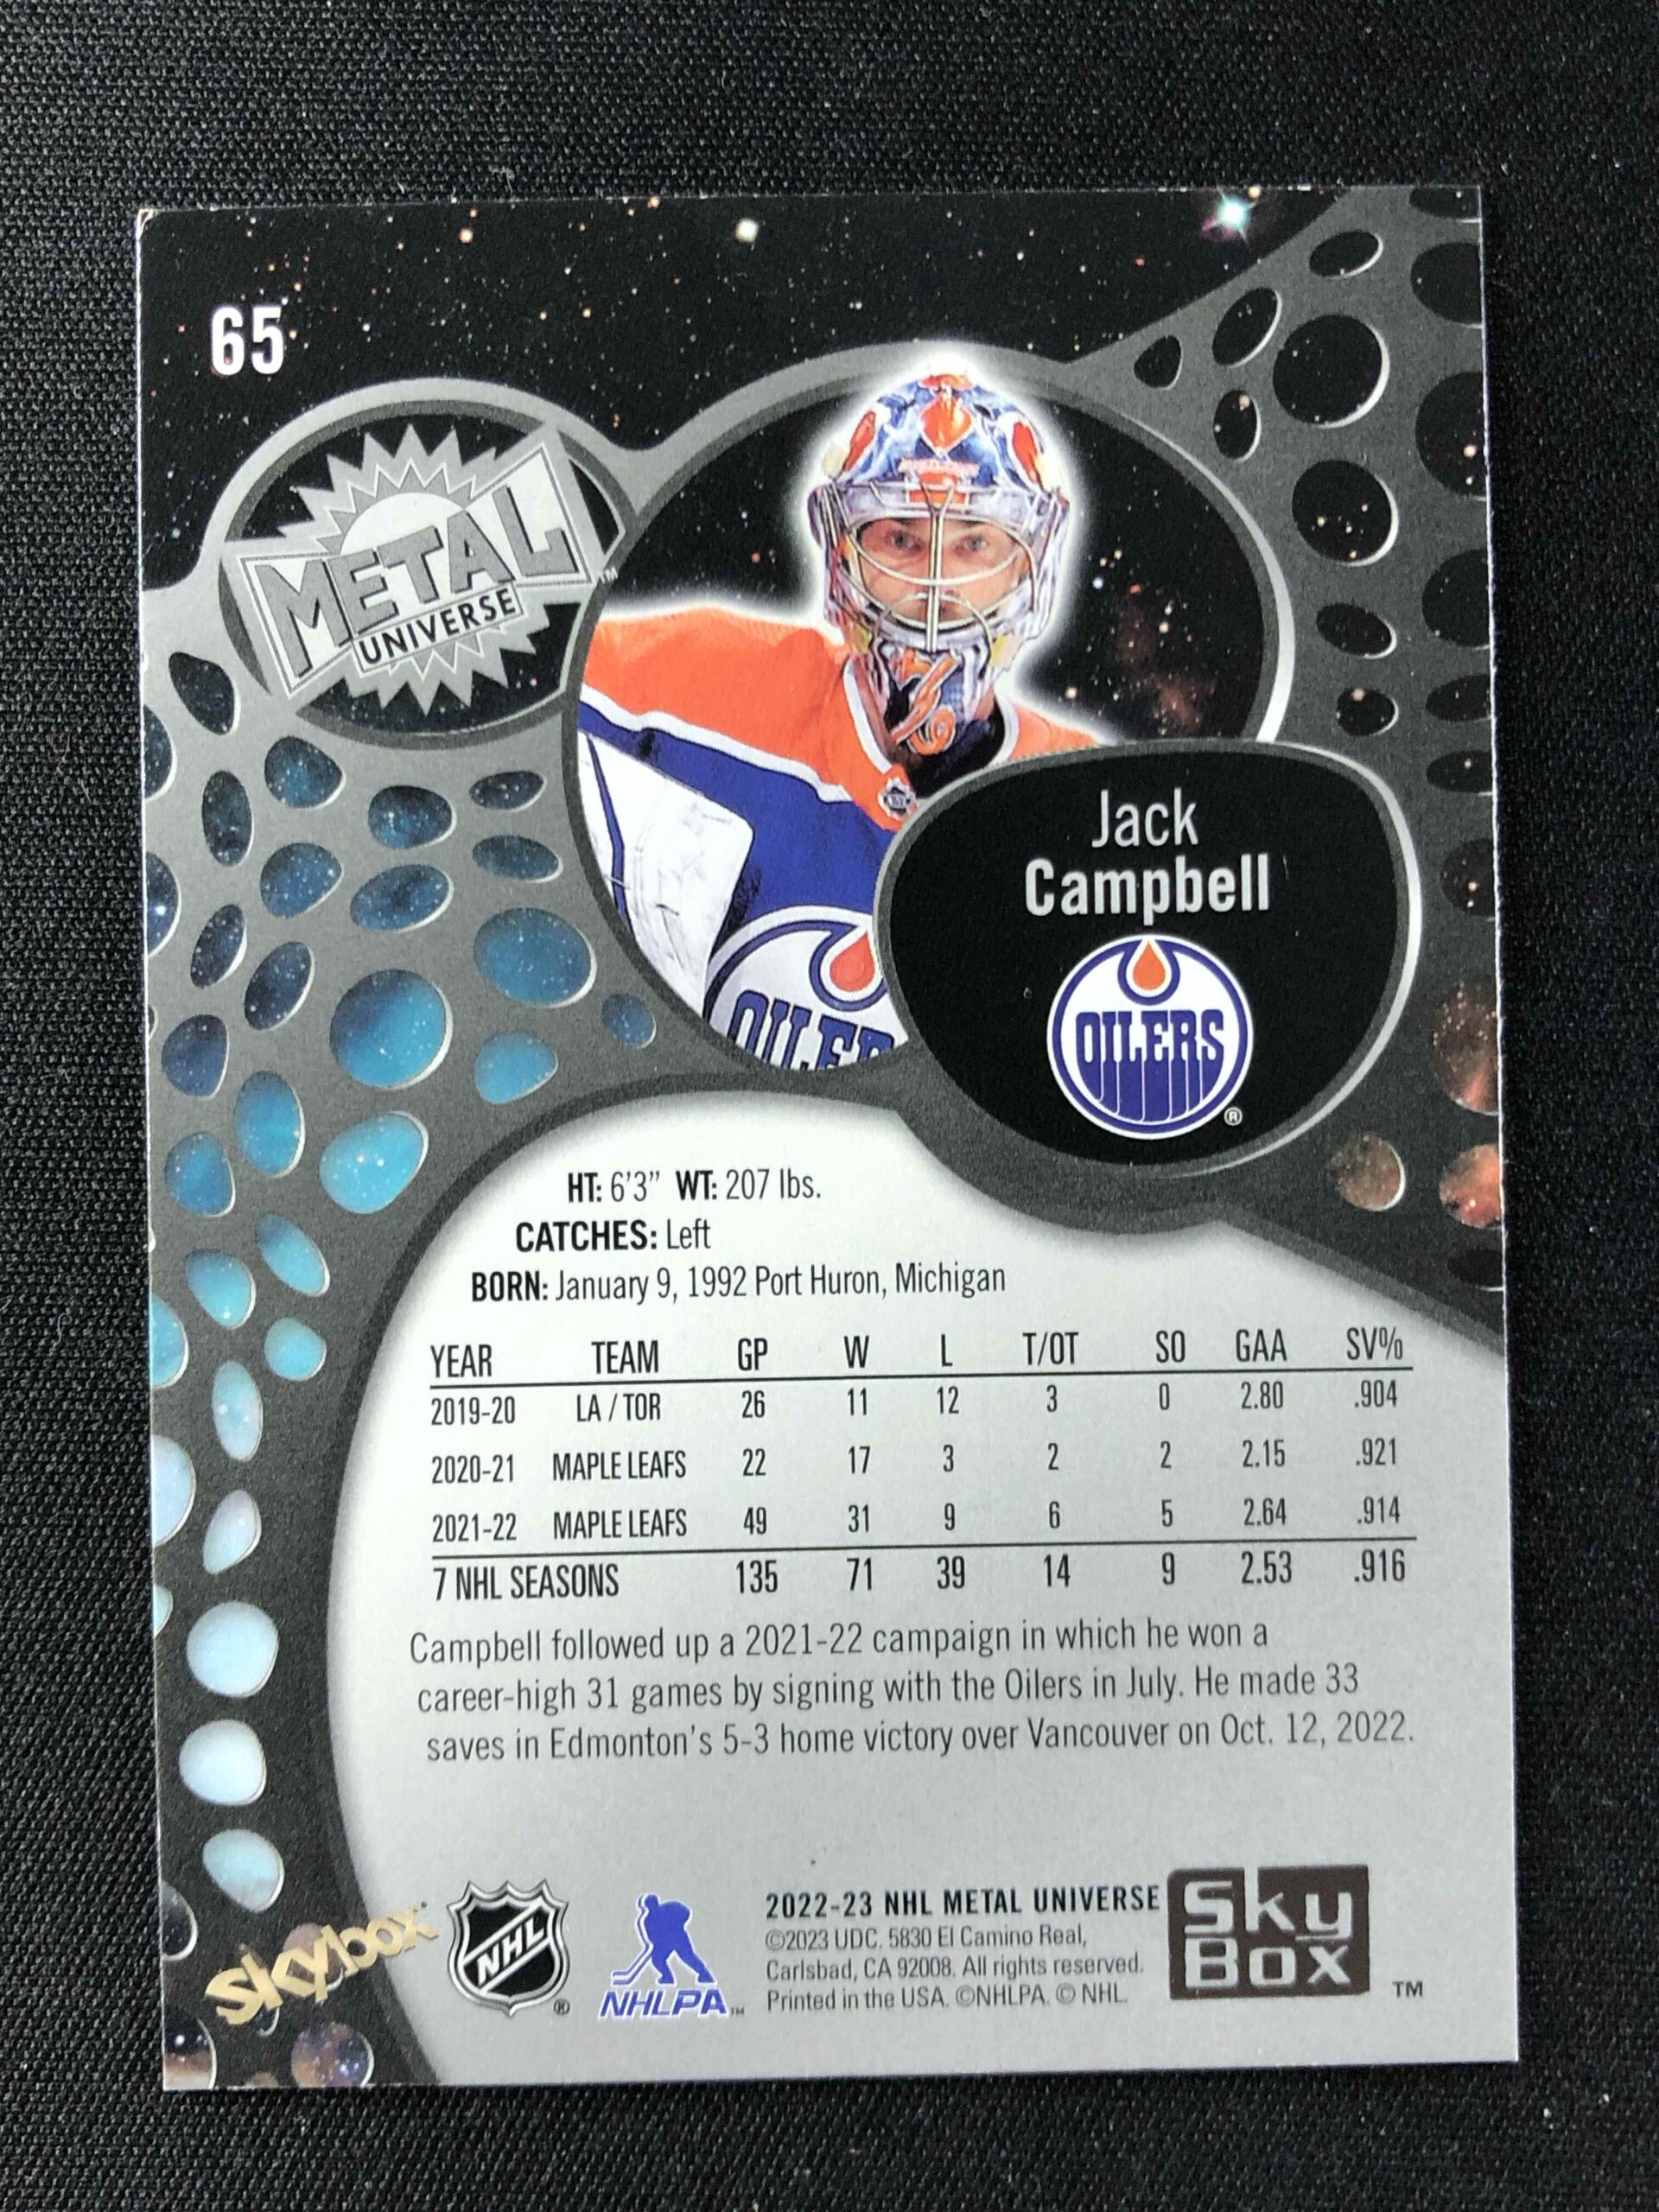 65
METAL
UNIVERSE
™
Jack
Campbell
OILERS
OILERS
®
HT: 6'3" WT: 207 lbs.
CATCHES: Left
BORN: January 9, 1992 Port Huron, Michigan
YEAR TEAM GP W L T/OT SO GAA SV%
2019-20 LA / TOR 26 11 12 3 0 2.80 .904
2020-21 MAPLE LEAFS 22 17 3 2 2 2.15 .921
2021-22 MAPLE LEAFS 49 31 9 6 5 2.64 .914
7 NHL SEASONS 135 71 39 14 9 2.53 .916
Campbell followed up a 2021-22 campaign in which he won a
career-high 31 games by signing with the Oilers in July. He made 33
saves in Edmonton's 5-3 home victory over Vancouver on Oct. 12, 2022.
skybox
NHL
®
NHLPA™
2022-23 NHL METAL UNIVERSE
©2023 UDC. 5830 El Camino Real,
Carlsbad, CA 92008. All rights reserved.
Printed in the USA. ©NHLPA. © NHL.
Sky
Box
™